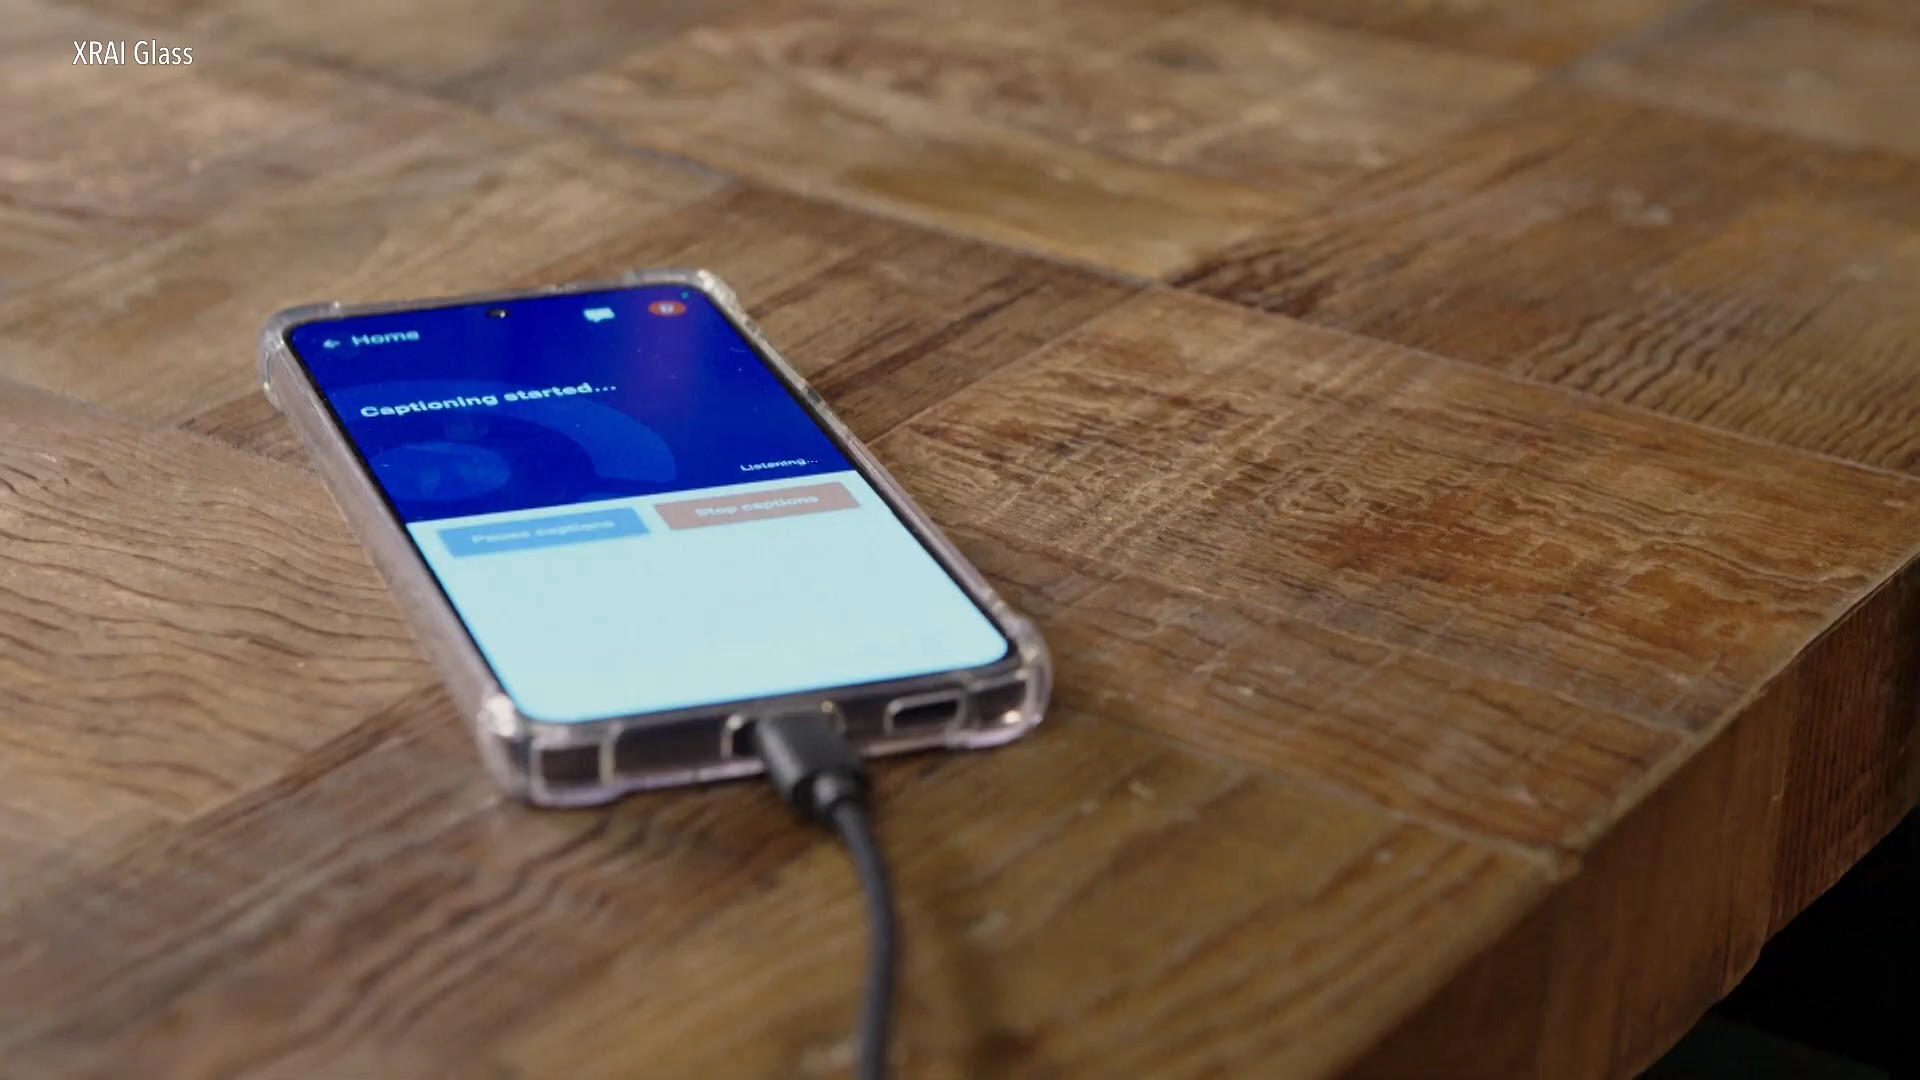 XRAI Glass
← Home
Captioning started...
Listening...
Pause captions
Stop captions